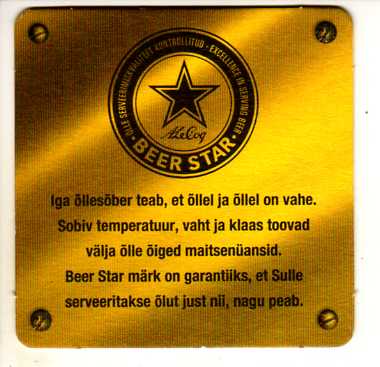 ÕLLE SERVEERIMISKVALITEET KONTROLLITUD · EXCELLENCE IN SERVING BEER
A.LeCoq
· BEER STAR ·
Iga õllesõber teab, et õllel ja õllel on vahe.
Sobiv temperatuur, vaht ja klaas toovad
välja õlle õiged maitsenüansid.
Beer Star märk on garantiiks, et Sulle
serveeritakse õlut just nii, nagu peab.